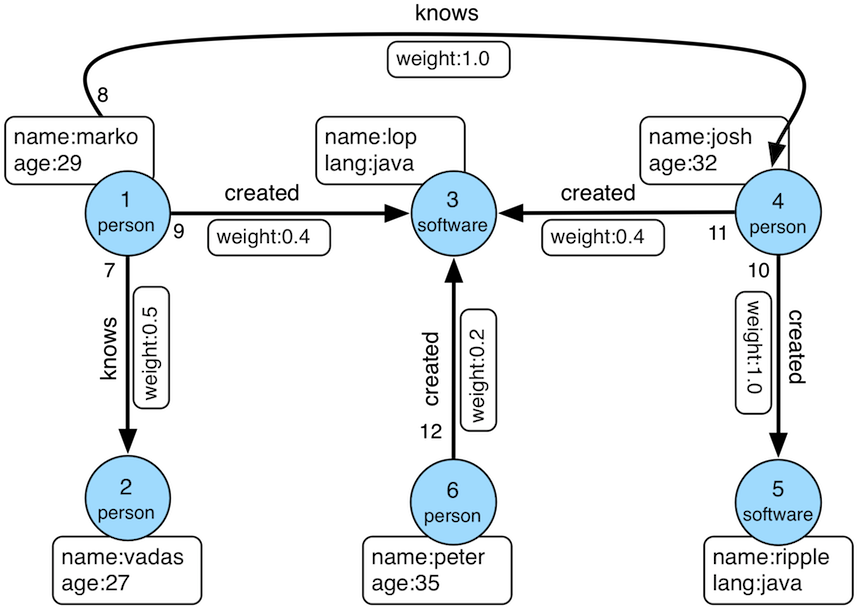 knows
weight:1.0
8
name:marko
age:29
name:lop
lang:java
name:josh
age:32
1
person
created
3
software
created
4
person
9
weight:0.4
weight:0.4
11
7
10
knows
weight:0.5
created
weight:0.2
weight:1.0
created
12
2
person
6
person
5
software
name:vadas
age:27
name:peter
age:35
name:ripple
lang:java